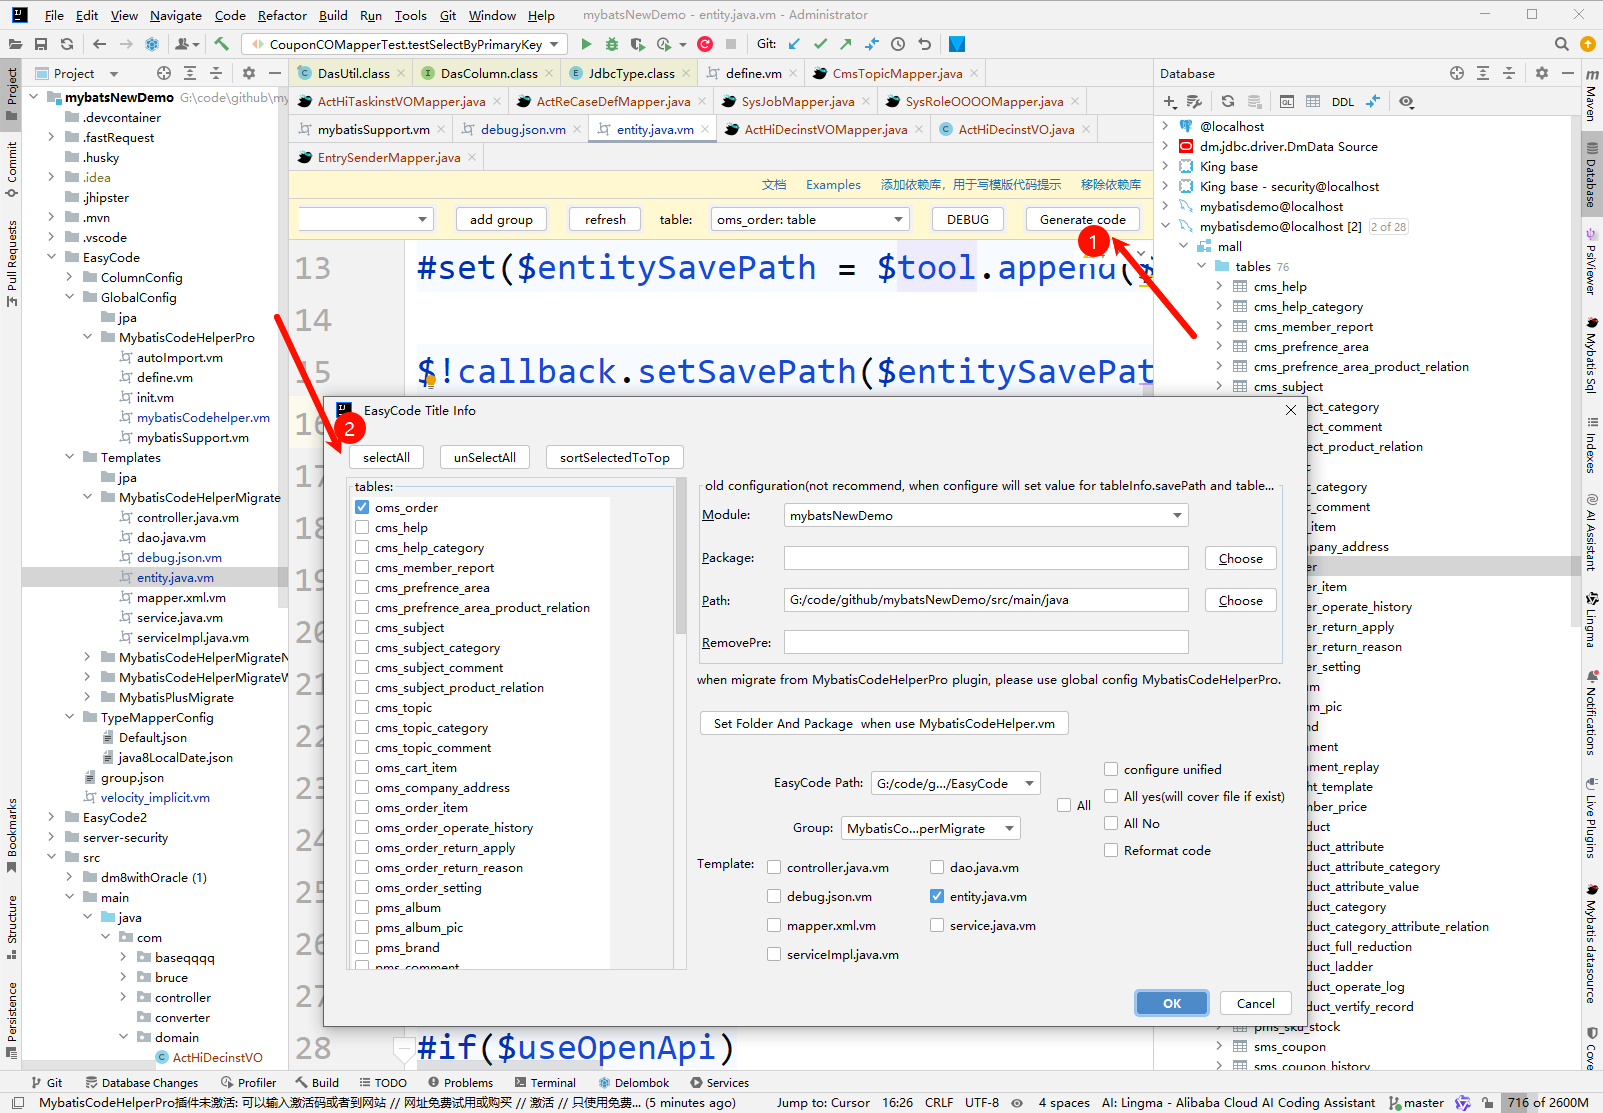 File Edit View Navigate Code Refactor Build Run Tools Git Window Help mybatsNewDemo - entity.java.vm - Administrator
CouponCOMapperTest.testSelectByPrimaryKey Git:
Project
DasUtil.class DasColumn.class JdbcType.class define.vm CmsTopicMapper.java
ActHiTaskinstVOMapper.java ActReCaseDefMapper.java SysJobMapper.java SysRoleOOOOMapper.java
mybatisSupport.vm debug.json.vm entity.java.vm ActHiDecinstVOMapper.java ActHiDecinstVO.java
EntrySenderMapper.java
文档 Examples 添加依赖库，用于写模版代码提示 移除依赖库
add group refresh table: oms_order: table DEBUG Generate code
1
13 #set($entitySavePath = $tool.append($
14
15 $!callback.setSavePath($entitySavePat
16
17
18
19
20
21
22
23
24
25
26
27
28 #if($useOpenApi)
Project
Commit
Pull Requests
Bookmarks
Structure
Persistence
mybatsNewDemo G:\code\github\my
.devcontainer
.fastRequest
.husky
.idea
.jhipster
.mvn
.vscode
EasyCode
ColumnConfig
GlobalConfig
jpa
MybatisCodeHelperPro
autoImport.vm
define.vm
init.vm
mybatisCodehelper.vm
mybatisSupport.vm
Templates
jpa
MybatisCodeHelperMigrate
controller.java.vm
dao.java.vm
debug.json.vm
entity.java.vm
mapper.xml.vm
service.java.vm
serviceImpl.java.vm
MybatisCodeHelperMigrateN
MybatisCodeHelperMigrateV
MybatisPlusMigrate
TypeMapperConfig
Default.json
java8LocalDate.json
group.json
velocity_implicit.vm
EasyCode2
server-security
src
dm8withOracle (1)
main
java
com
baseqqqq
bruce
controller
converter
domain
ActHiDecinstVO
EasyCode Title Info
2
selectAll unSelectAll sortSelectedToTop
tables:
oms_order
cms_help
cms_help_category
cms_member_report
cms_prefrence_area
cms_prefrence_area_product_relation
cms_subject
cms_subject_category
cms_subject_comment
cms_subject_product_relation
cms_topic
cms_topic_category
cms_topic_comment
oms_cart_item
oms_company_address
oms_order_item
oms_order_operate_history
oms_order_return_apply
oms_order_return_reason
oms_order_setting
pms_album
pms_album_pic
pms_brand
pms_comment
old configuration(not recommend, when configure will set value for tableInfo.savePath and table...
Module: mybatsNewDemo
Package: Choose
Path: G:/code/github/mybatsNewDemo/src/main/java Choose
RemovePre:
when migrate from MybatisCodeHelperPro plugin, please use global config MybatisCodeHelperPro.
Set Folder And Package when use MybatisCodeHelper.vm
EasyCode Path: G:/code/g.../EasyCode
Group: MybatisCo...perMigrate
All
configure unified
All yes(will cover file if exist)
All No
Reformat code
Template: controller.java.vm dao.java.vm
debug.json.vm entity.java.vm
mapper.xml.vm service.java.vm
serviceImpl.java.vm
OK Cancel
Database
DDL
@localhost
dm.jdbc.driver.DmData Source
King base
King base - security@localhost
mybatisdemo@localhost
mybatisdemo@localhost [2] 2 of 28
mall
tables 76
cms_help
cms_help_category
cms_member_report
cms_prefrence_area
cms_prefrence_area_product_relation
cms_subject
ect_category
ect_comment
ect_product_relation
c
c_category
c_comment
_item
pany_address
er
er_item
er_operate_history
er_return_apply
er_return_reason
er_setting
um
um_pic
nd
ment
ment_replay
ht_template
mber_price
duct
duct_attribute
duct_attribute_category
duct_attribute_value
duct_category
duct_category_attribute_relation
duct_full_reduction
duct_ladder
duct_operate_log
duct_vertify_record
pms_sku_stock
sms_coupon
sms_coupon_history
Maven
Database
PsiViewer
Mybatis Sql
Indexes
AI Assistant
Lingma
Notifications
Live Plugins
Mybatis datasource
Cove
Git Database Changes Profiler Build TODO Problems Terminal Delombok Services
MybatisCodeHelperPro插件未激活: 可以输入激活码或者到网站 // 网址免费试用或购买 // 激活 // 只使用免费... (5 minutes ago) Jump to: Cursor 16:26 CRLF UTF-8 4 spaces AI: Lingma - Alibaba Cloud AI Coding Assistant master 716 of 2600M